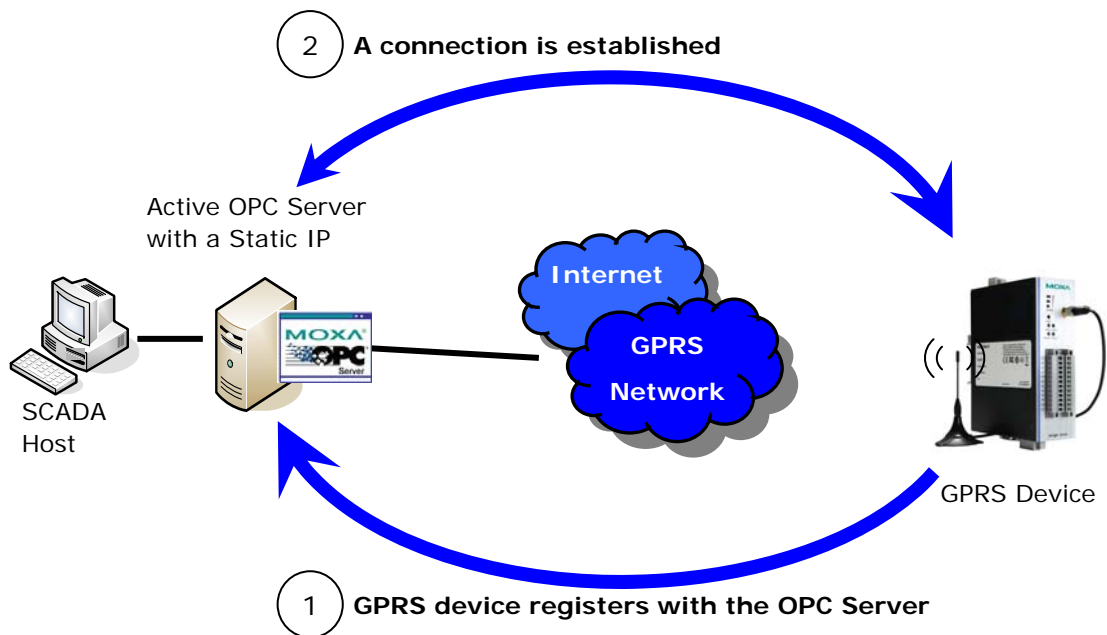 2 A connection is established
Active OPC Server
with a Static IP
Internet
MOXA
MOXA®
OPC
Server
GPRS
Network
SCADA
Host
GPRS Device
1 GPRS device registers with the OPC Server